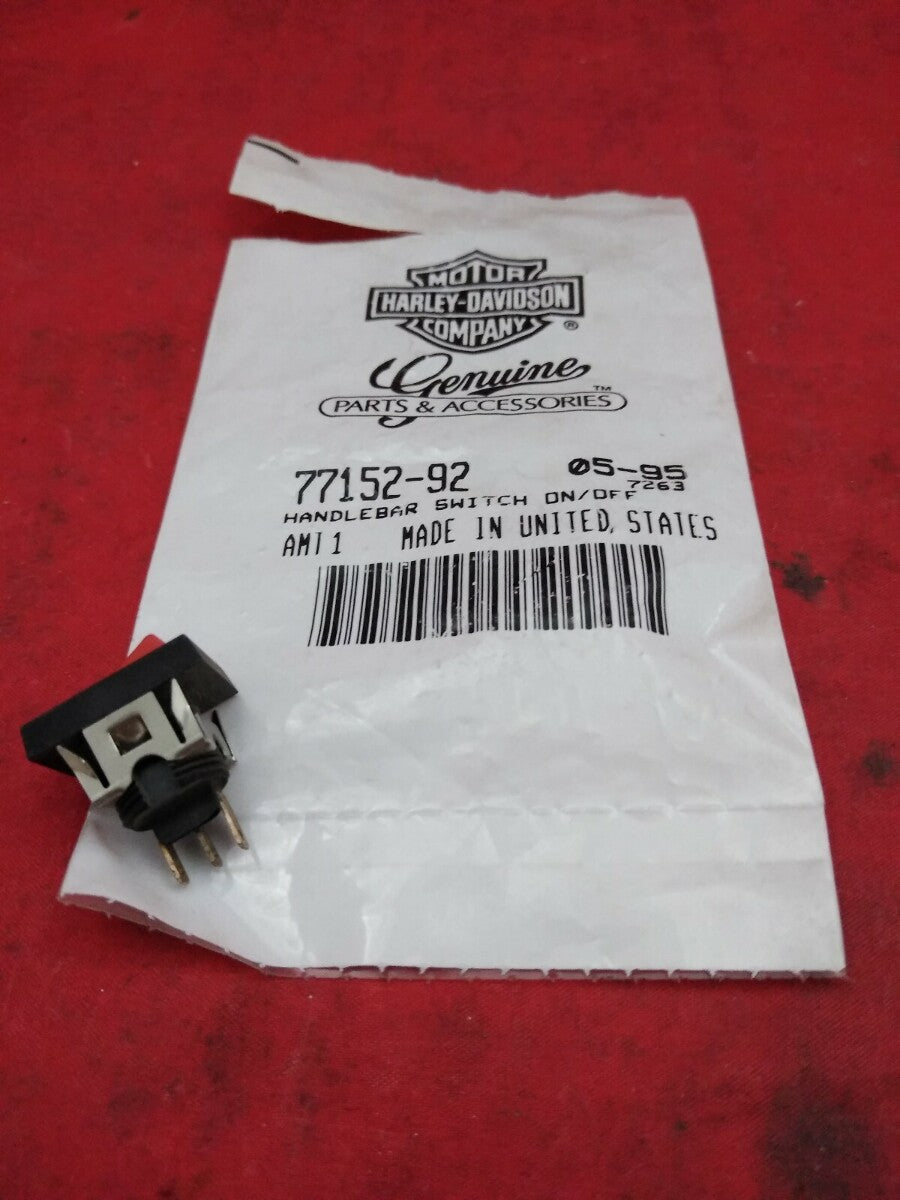 MOTOR
HARLEY-DAVIDSON
COMPANY ®
Genuine
PARTS & ACCESSORIES ™
77152-92 05-95
7263
HANDLEBAR SWITCH ON/OFF
AMT1 MADE IN UNITED STATES